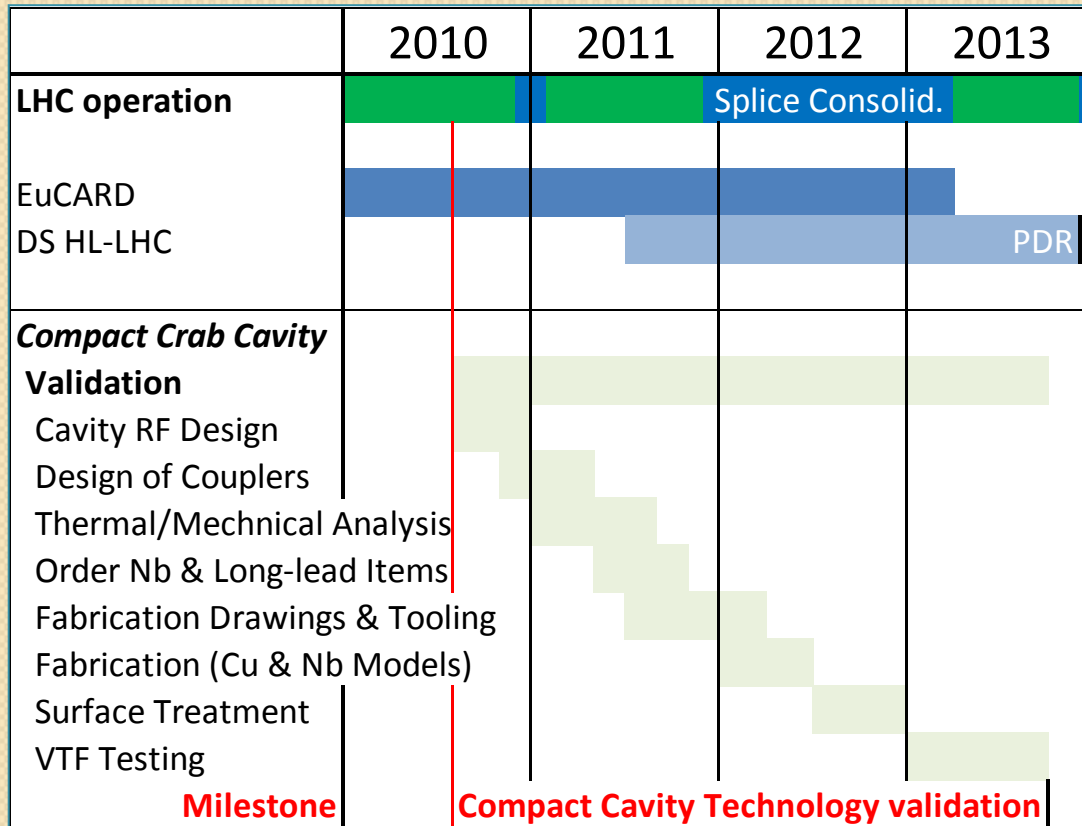 2010 2011 2012 2013
LHC operation Splice Consolid.
EuCARD
DS HL-LHC PDR
Compact Crab Cavity
Validation
Cavity RF Design
Design of Couplers
Thermal/Mechnical Analysis
Order Nb & Long-lead Items
Fabrication Drawings & Tooling
Fabrication (Cu & Nb Models)
Surface Treatment
VTF Testing
Milestone Compact Cavity Technology validation